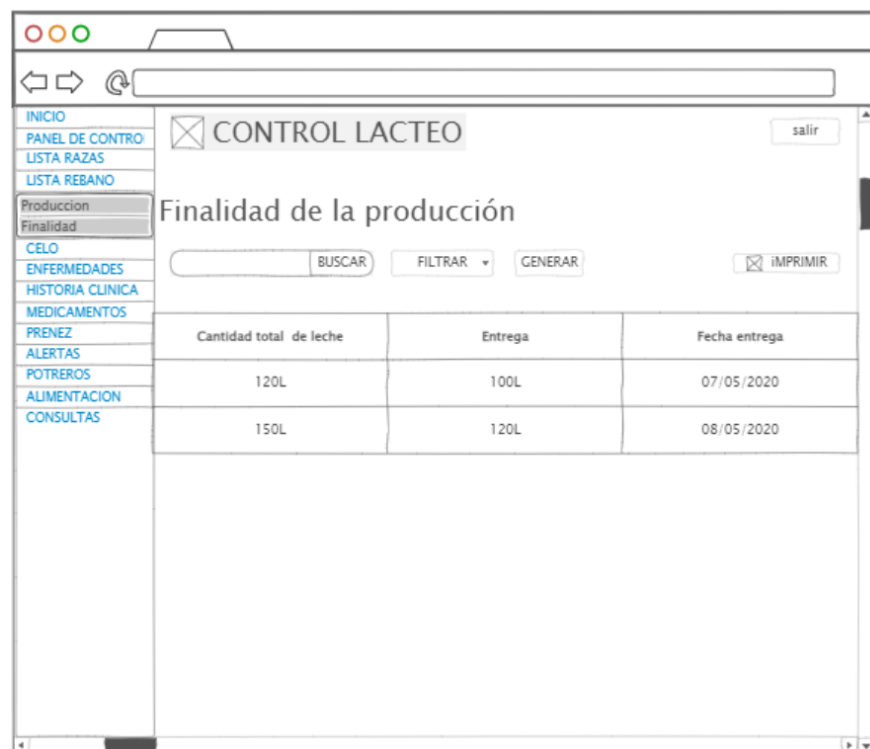 INICIO
PANEL DE CONTRO
LISTA RAZAS
LISTA REBANO
Produccion
Finalidad
CELO
ENFERMEDADES
HISTORIA CLINICA
MEDICAMENTOS
PRENEZ
ALERTAS
POTREROS
ALIMENTACION
CONSULTAS
CONTROL LACTEO
salir
Finalidad de la producción
BUSCAR FILTRAR GENERAR iMPRIMIR
Cantidad total de leche Entrega Fecha entrega
120L 100L 07/05/2020
150L 120L 08/05/2020